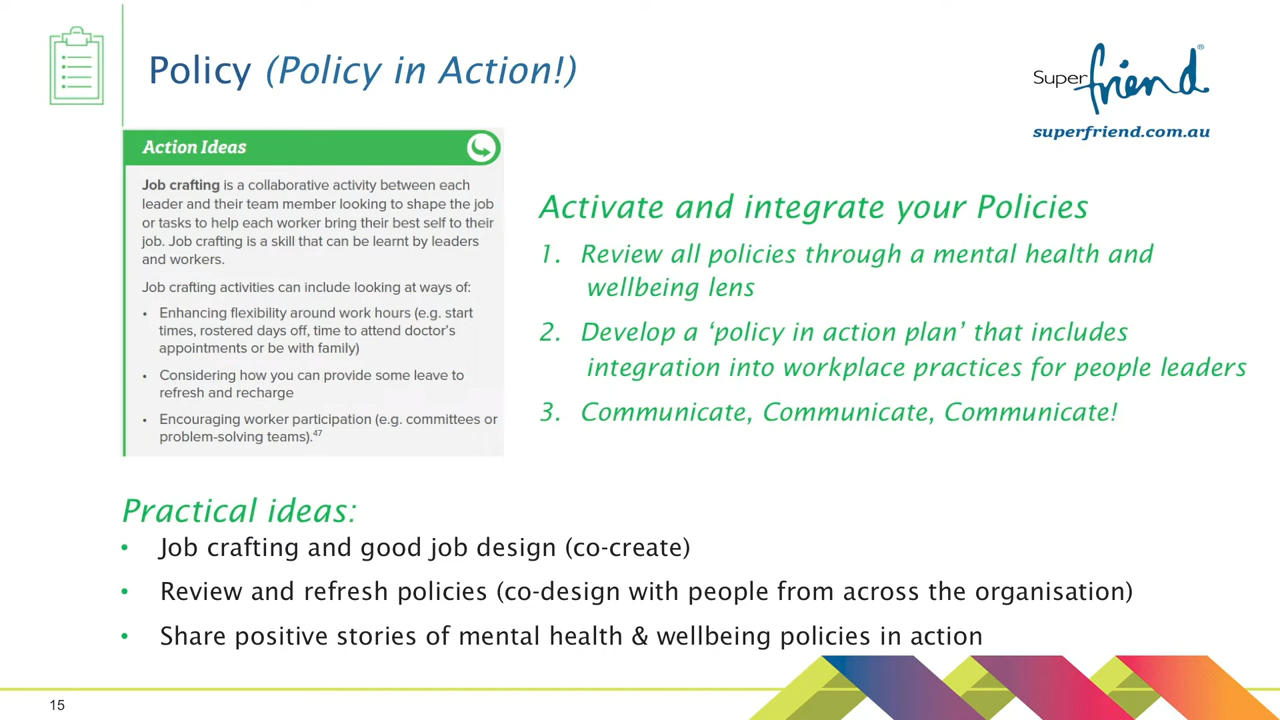 Policy (Policy in Action!)
Super friend®
superfriend.com.au
Action Ideas
Job crafting is a collaborative activity between each
leader and their team member looking to shape the job
or tasks to help each worker bring their best self to their
job. Job crafting is a skill that can be learnt by leaders
and workers.
Job crafting activities can include looking at ways of:
• Enhancing flexibility around work hours (e.g. start
times, rostered days off, time to attend doctor's
appointments or be with family)
• Considering how you can provide some leave to
refresh and recharge
• Encouraging worker participation (e.g. committees or
problem-solving teams).47
Activate and integrate your Policies
1. Review all policies through a mental health and
wellbeing lens
2. Develop a ‘policy in action plan’ that includes
integration into workplace practices for people leaders
3. Communicate, Communicate, Communicate!
Practical ideas:
• Job crafting and good job design (co-create)
• Review and refresh policies (co-design with people from across the organisation)
• Share positive stories of mental health & wellbeing policies in action
15